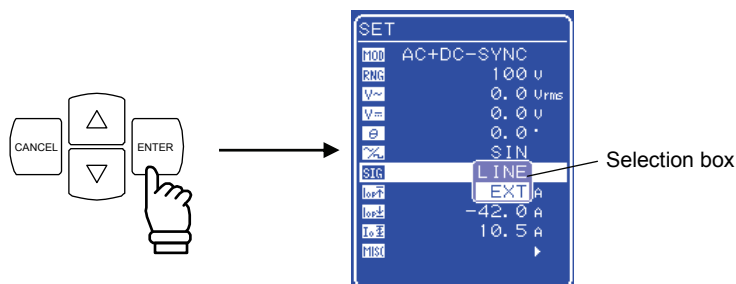 CANCEL
ENTER
SET
MOD AC+DC-SYNC
RNG 100 V
V~ 0.0 Vrms
V= 0.0 V
θ 0.0 °
SIN
SIG LINE
EXT A
-42.0 A
10.5 A
MISC
Selection box